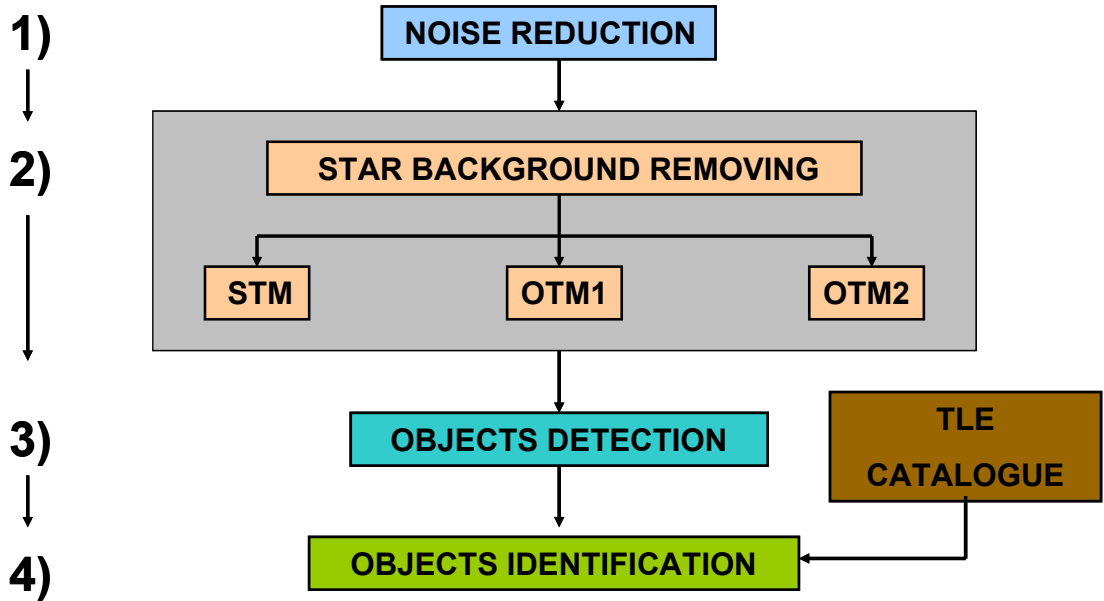 1)
NOISE REDUCTION
2)
STAR BACKGROUND REMOVING
STM
OTM1
OTM2
3)
OBJECTS DETECTION
TLE
CATALOGUE
4)
OBJECTS IDENTIFICATION